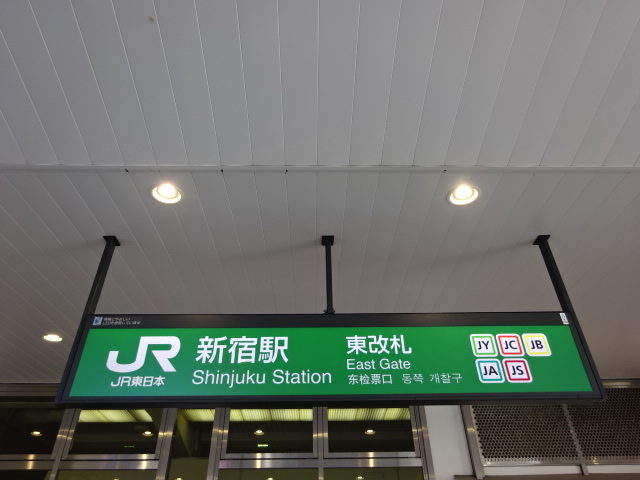 JR
JR東日本
新宿駅
Shinjuku Station
東改札
East Gate
东检票口 동쪽 개찰구
JY JC JB
JA JS